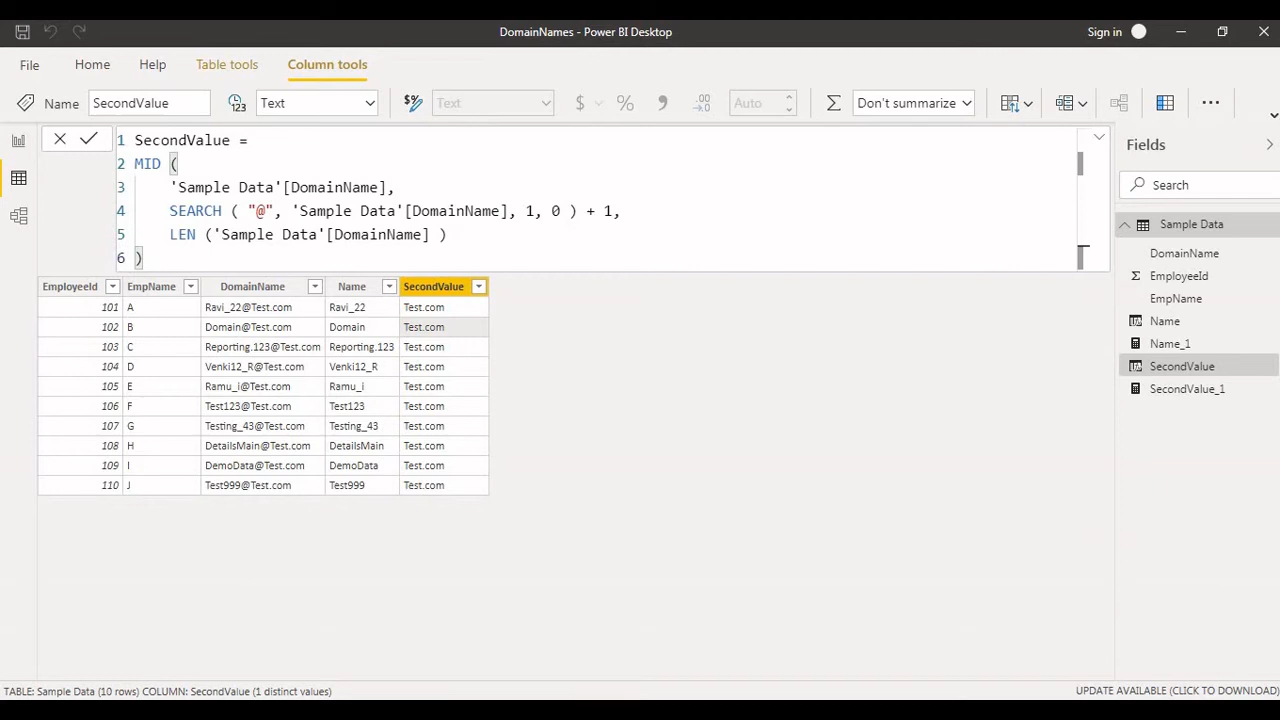 DomainNames - Power BI Desktop
Sign in
File Home Help Table tools Column tools
Name SecondValue 123 Text $% Text $ % 9 Auto Σ Don't summarize ...
1 SecondValue =
2 MID (
3 'Sample Data'[DomainName],
4 SEARCH ( "@", 'Sample Data'[DomainName], 1, 0 ) + 1,
5 LEN ('Sample Data'[DomainName] )
6 )
Fields
Search
Sample Data
DomainName
Σ EmployeeId
EmpName
Name
Name_1
SecondValue
SecondValue_1
EmployeeId EmpName DomainName Name SecondValue
101 A Ravi_22@Test.com Ravi_22 Test.com
102 B Domain@Test.com Domain Test.com
103 C Reporting.123@Test.com Reporting.123 Test.com
104 D Venki12_R@Test.com Venki12_R Test.com
105 E Ramu_i@Test.com Ramu_i Test.com
106 F Test123@Test.com Test123 Test.com
107 G Testing_43@Test.com Testing_43 Test.com
108 H DetailsMain@Test.com DetailsMain Test.com
109 I DemoData@Test.com DemoData Test.com
110 J Test999@Test.com Test999 Test.com
TABLE: Sample Data (10 rows) COLUMN: SecondValue (1 distinct values)
UPDATE AVAILABLE (CLICK TO DOWNLOAD)